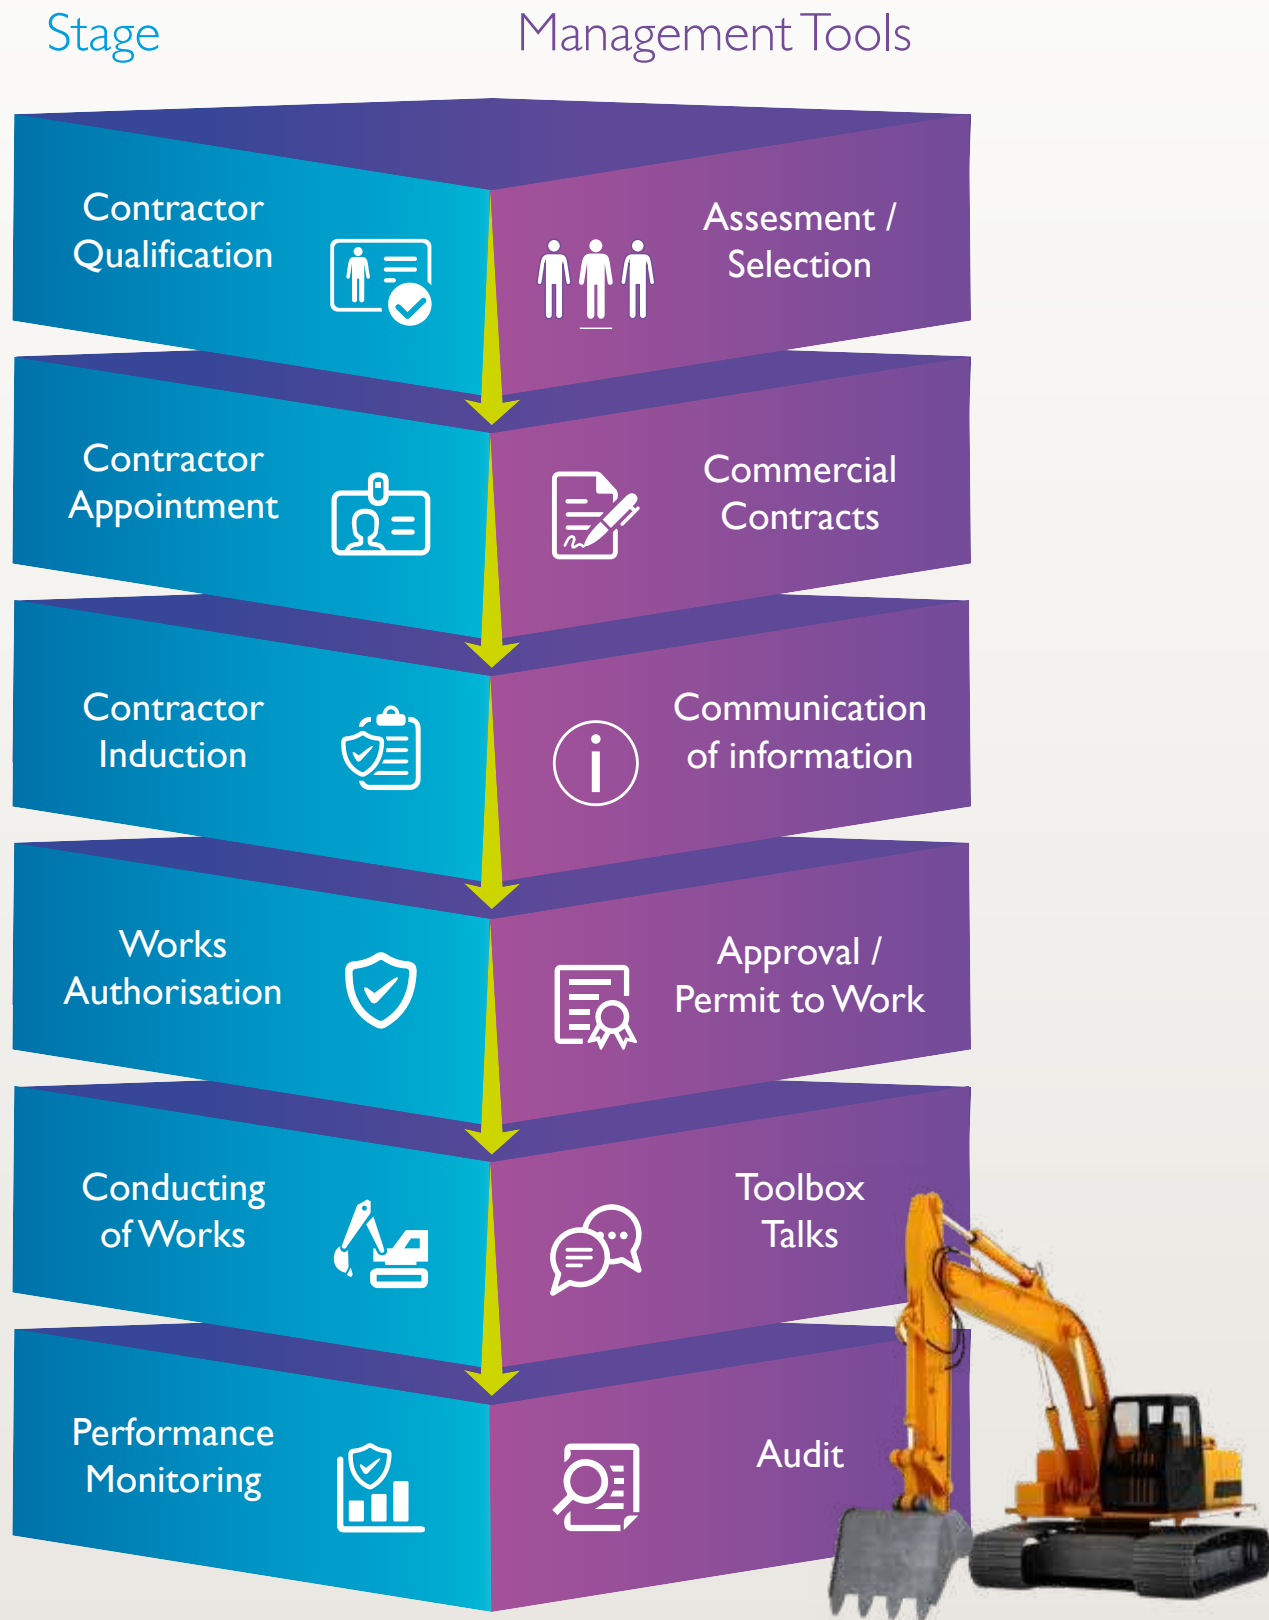 Stage
Management Tools
Contractor
Qualification
Assesment /
Selection
Contractor
Appointment
Commercial
Contracts
Contractor
Induction
Communication
of information
Works
Authorisation
Approval /
Permit to Work
Conducting
of Works
Toolbox
Talks
Performance
Monitoring
Audit